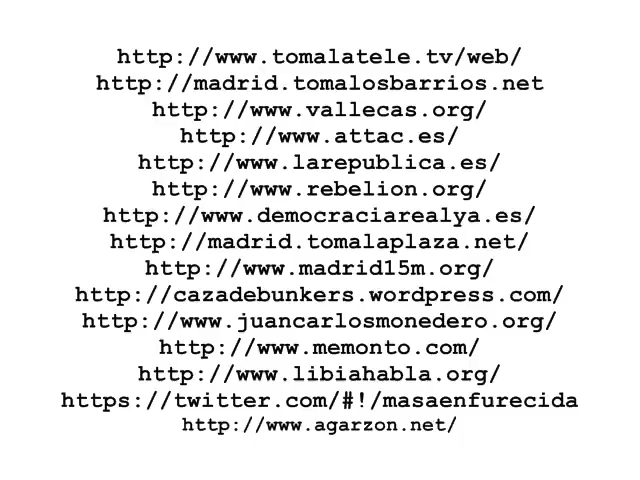 http://www.tomalatele.tv/web/
http://madrid.tomalosbarrios.net
http://www.vallecas.org/
http://www.attac.es/
http://www.larepublica.es/
http://www.rebelion.org/
http://www.democraciarealya.es/
http://madrid.tomalaplaza.net/
http://www.madrid15m.org/
http://cazadebunkers.wordpress.com/
http://www.juancarlosmonedero.org/
http://www.memonto.com/
http://www.libiahabla.org/
https://twitter.com/#!/masaenfurecida
http://www.agarzon.net/